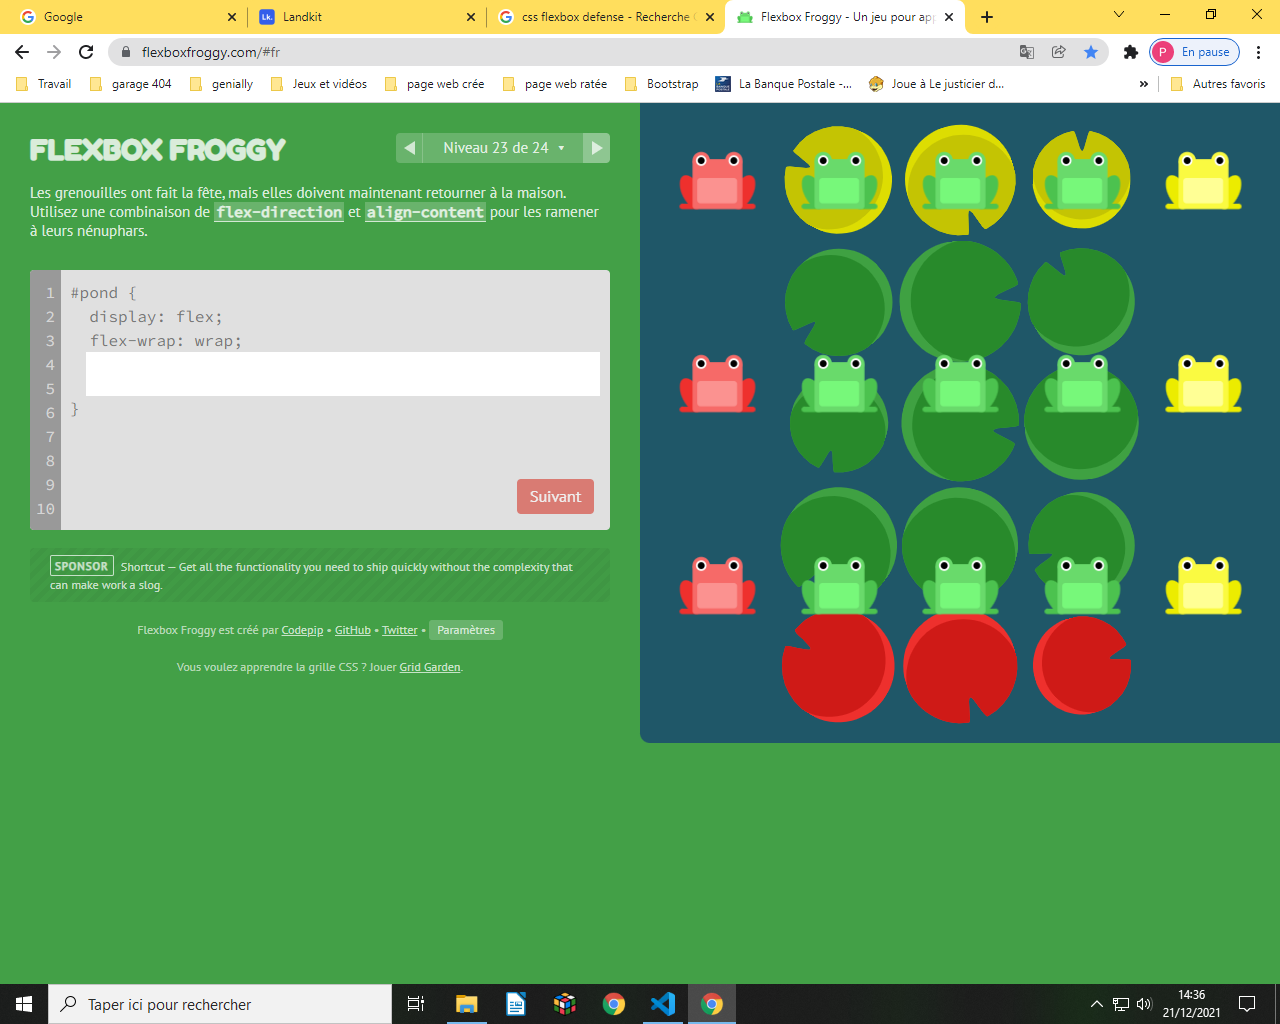 Google
Landkit
css flexbox defense - Recherche
Flexbox Froggy - Un jeu pour app
flexboxfroggy.com/#fr
P En pause
Travail
garage 404
genially
Jeux et vidéos
page web crée
page web ratée
Bootstrap
La Banque Postale -...
Joue à Le justicier d...
»
Autres favoris
FLEXBOX FROGGY
Niveau 23 de 24
Les grenouilles ont fait la fête, mais elles doivent maintenant retourner à la maison.
Utilisez une combinaison de flex-direction et align-content pour les ramener
à leurs nénuphars.
1 #pond {
2 display: flex;
3 flex-wrap: wrap;
4
5
6 }
7
8
9
10
Suivant
SPONSOR Shortcut — Get all the functionality you need to ship quickly without the complexity that
can make work a slog.
Flexbox Froggy est créé par Codepip • GitHub • Twitter • Paramètres
Vous voulez apprendre la grille CSS ? Jouer Grid Garden.
Taper ici pour rechercher
14:36
21/12/2021